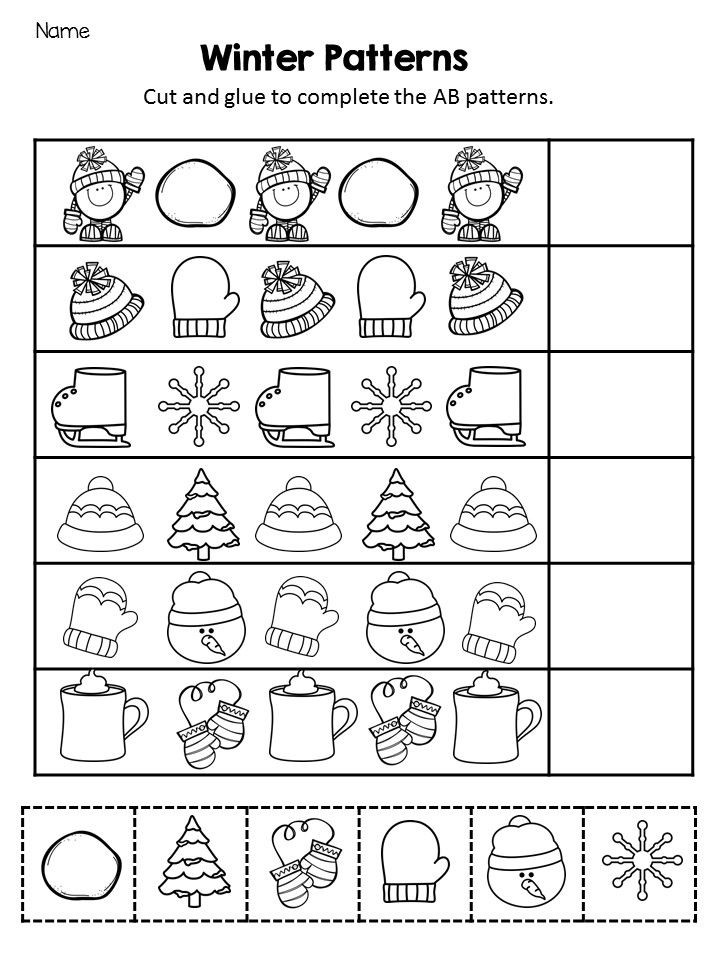 Name
Winter Patterns
Cut and glue to complete the AB patterns.